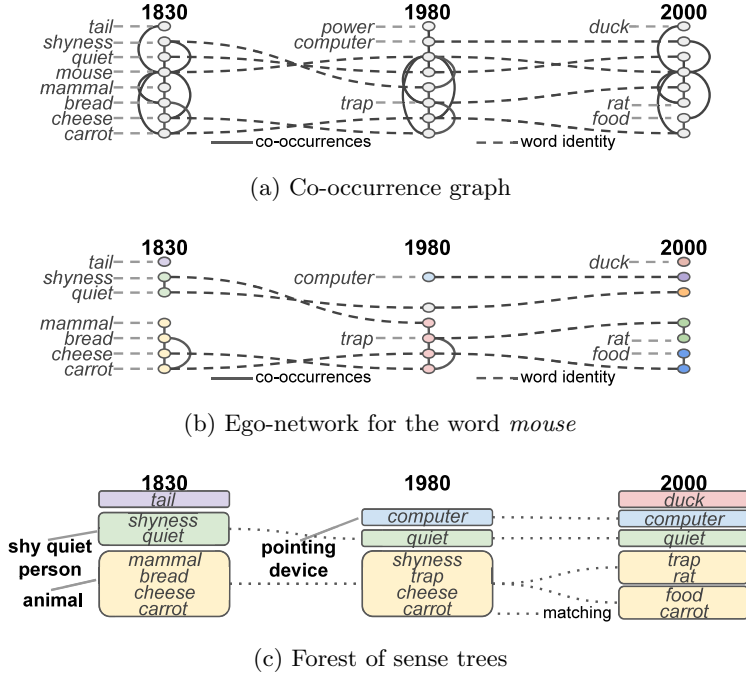 1830 1980 2000
tail power duck
shyness computer
quiet
mouse
mammal
bread trap rat
cheese food
carrot
co-occurrences word identity
(a) Co-occurrence graph
1830 1980 2000
tail duck
shyness computer
quiet
mammal
bread trap rat
cheese food
carrot
co-occurrences word identity
(b) Ego-network for the word mouse
1830 1980 2000
tail duck
shyness computer computer
quiet quiet quiet
shy quiet
person
pointing
device
mammal shyness trap
bread trap rat
animal
cheese cheese food
carrot carrot matching carrot
(c) Forest of sense trees